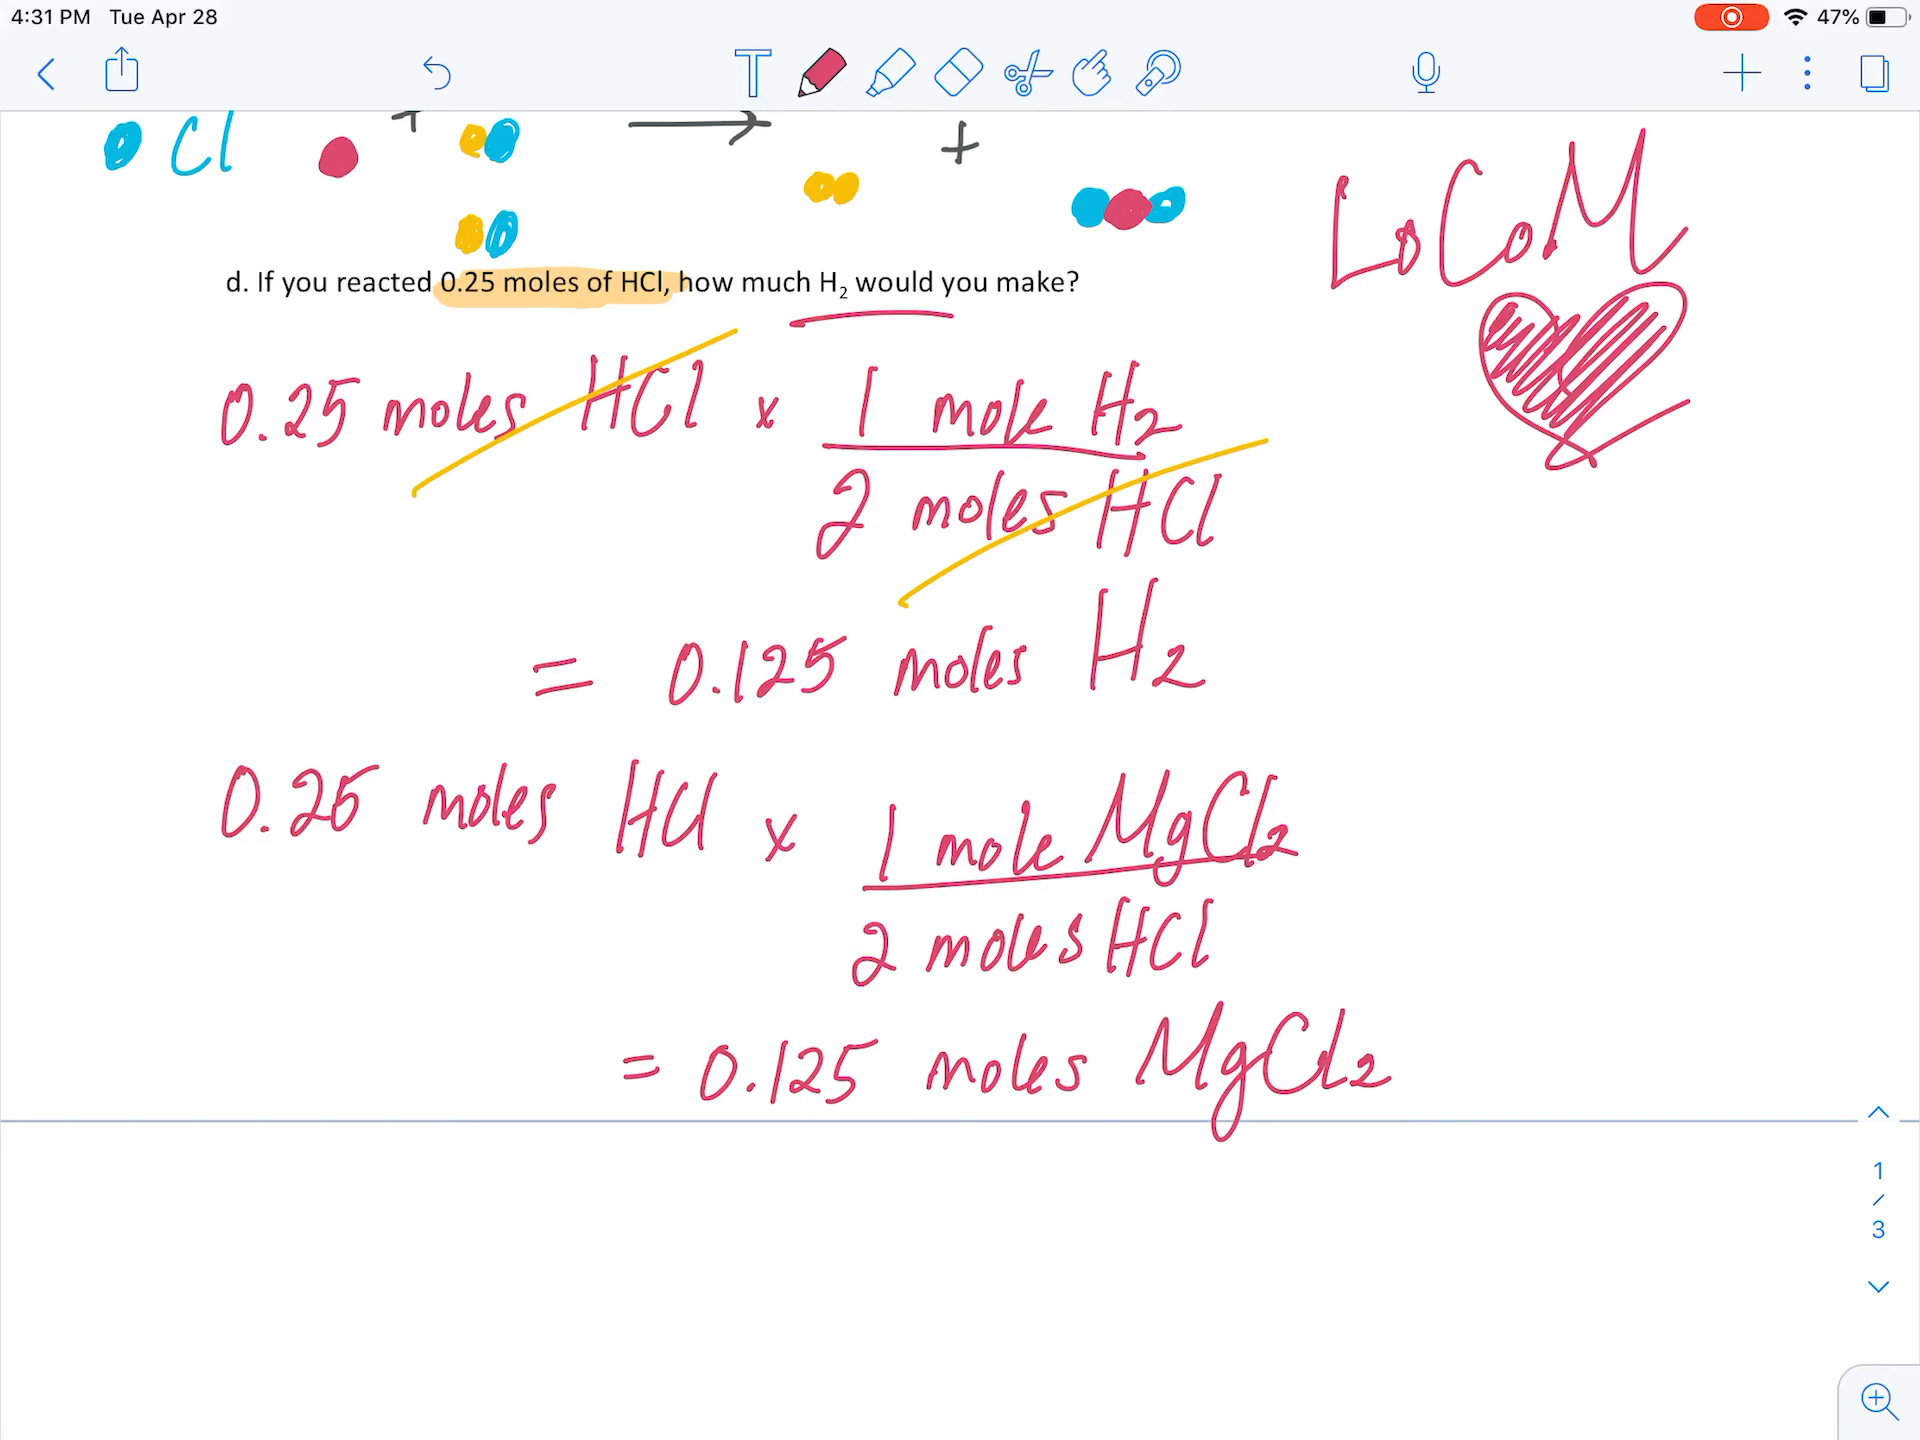 4:31 PM Tue Apr 28
47%
T
Cl
+
+
LoCoM
d. If you reacted 0.25 moles of HCl, how much H₂ would you make?
0.25 moles HCl x 1 mole H₂
2 moles HCl
= 0.125 moles H₂
0.25 moles HCl x 1 mole MgCl₂
2 moles HCl
= 0.125 moles MgCl₂
1
/
3